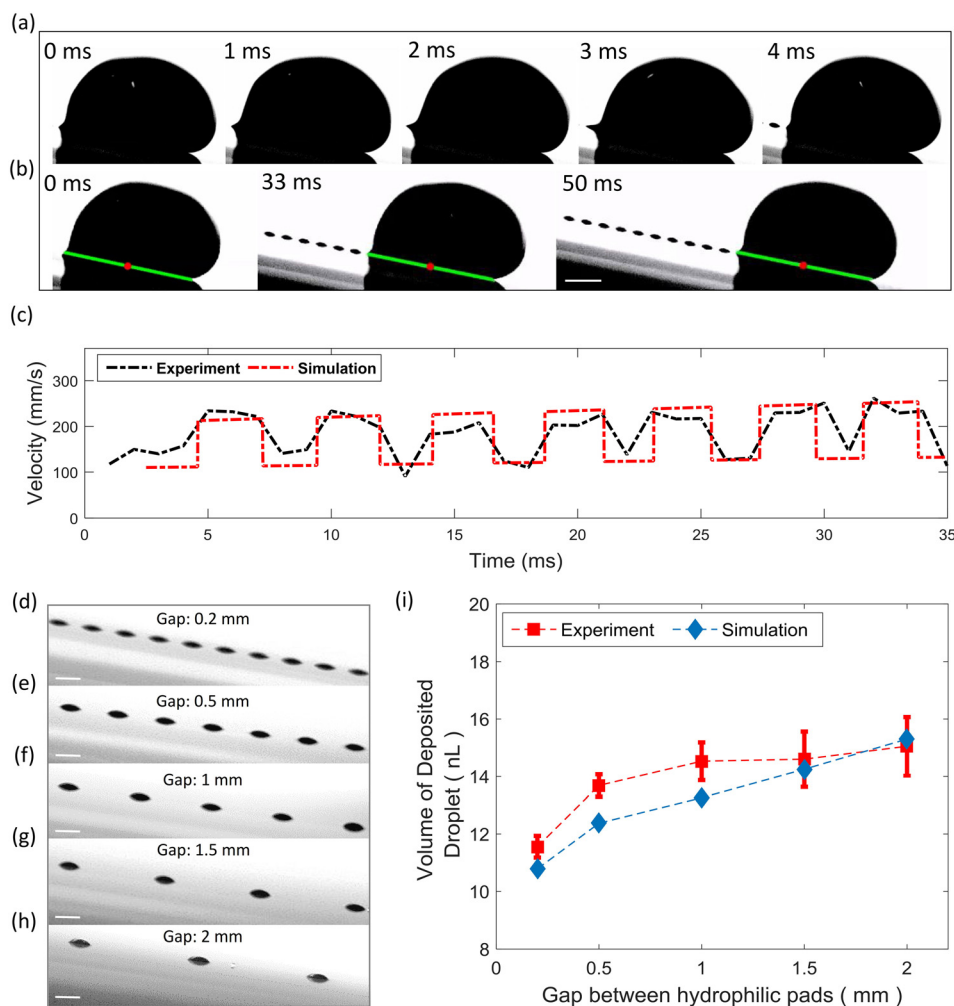 (a)
0 ms 1 ms 2 ms 3 ms 4 ms
(b)
0 ms 33 ms 50 ms
(c)
Experiment Simulation
Velocity (mm/s)
300
200
100
0
0 5 10 15 20 25 30 35
Time (ms)
(d)
Gap: 0.2 mm
(e)
Gap: 0.5 mm
(f)
Gap: 1 mm
(g)
Gap: 1.5 mm
(h)
Gap: 2 mm
(i)
Experiment Simulation
Volume of Deposited
Droplet ( nL )
20
18
16
14
12
10
8
0 0.5 1 1.5 2
Gap between hydrophilic pads ( mm )